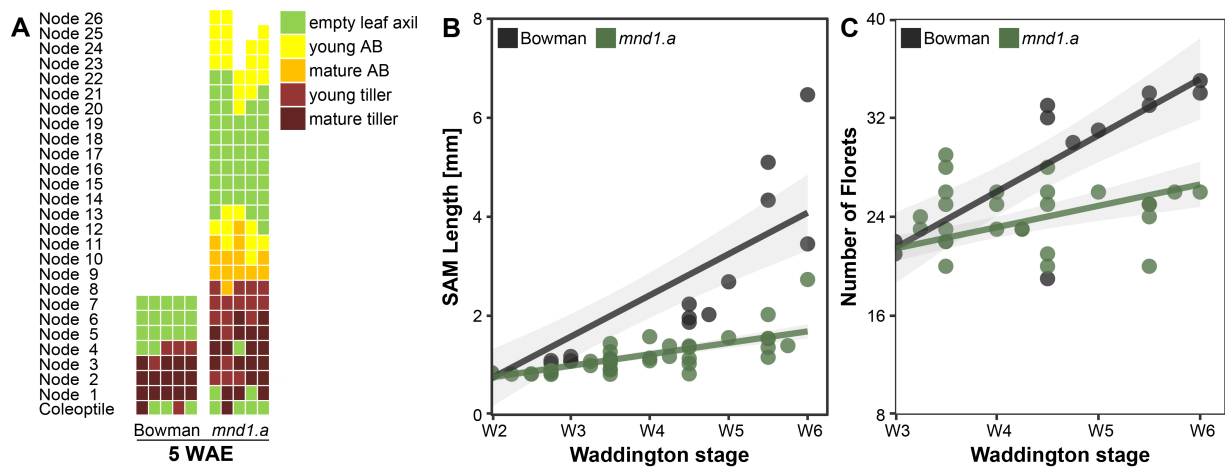 A
Node 26
Node 25
Node 24
Node 23
Node 22
Node 21
Node 20
Node 19
Node 18
Node 17
Node 16
Node 15
Node 14
Node 13
Node 12
Node 11
Node 10
Node 9
Node 8
Node 7
Node 6
Node 5
Node 4
Node 3
Node 2
Node 1
Coleoptile
Bowman mnd1.a
5 WAE
empty leaf axil
young AB
mature AB
young tiller
mature tiller
B
Bowman mnd1.a
SAM Length [mm]
8
6
4
2
0
W2 W3 W4 W5 W6
Waddington stage
C
Bowman mnd1.a
Number of Florets
40
32
24
16
8
W3 W4 W5 W6
Waddington stage